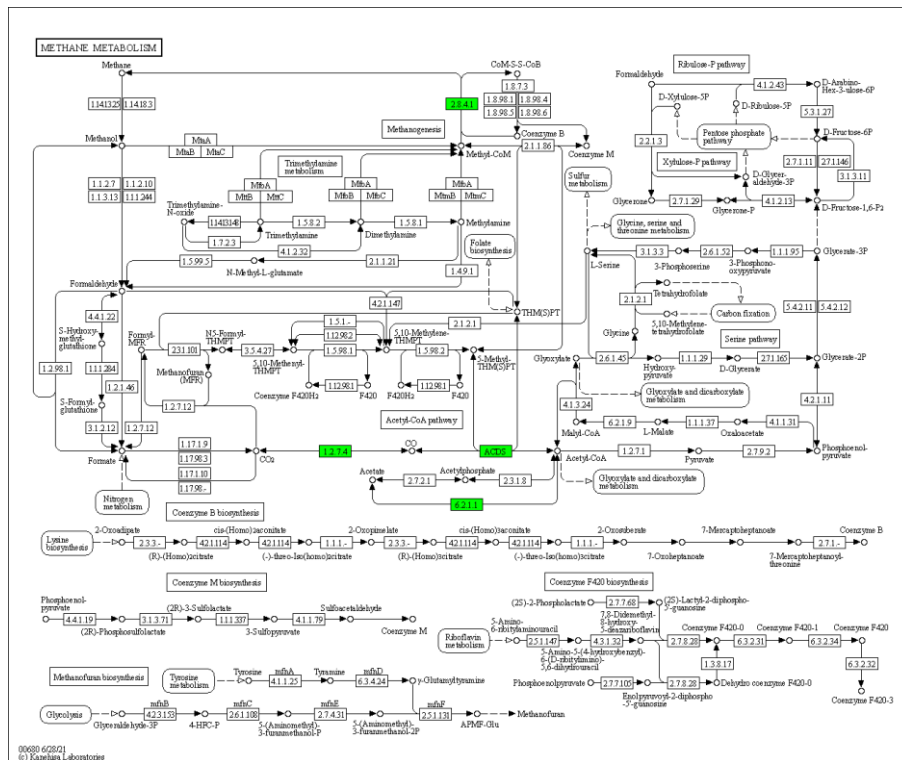 METHANE METABOLISM
Methane
CoM-S-S-CoB
Ribulose-P pathway
Formaldehyde
D-Arabino-
Hex-3-ulose-6P
1.14.13.25
1.14.18.3
2.8.4.1
1.8.7.3
1.8.98.1
1.8.98.4
1.8.98.5
1.8.98.6
4.1.2.43
D-Xylulose-5P
D-Ribulose-5P
5.3.1.27
Methanogenesis
Coenzyme B
Methanol
MtaA
MtaB
MtaC
Methyl-CoM
2.1.1.86
Coenzyme M
2.2.1.3
Pentose phosphate
pathway
D-Fructose-6P
Xylulose-P pathway
2.7.1.11
2.7.1.146
3.1.3.11
Trimethylamine
metabolism
MtbA
MttB
MttC
MtbA
MtbB
MtbC
MtbA
MtmB
MtmC
Sulfur metabolism
D-Glycer-
aldehyde-3P
1.1.2.7
1.1.2.10
1.1.3.13
1.1.1.244
Glycerone
2.7.1.29
Glycerone-P
4.1.2.13
D-Fructose-1,6-P2
Trimethylamine
N-oxide
1.14.13.148
1.5.8.2
1.5.8.1
Methylamine
Trimethylamine
Dimethylamine
1.7.2.3
4.1.2.32
Glycine, serine and
threonine metabolism
Folate biosynthesis
1.5.99.5
N-Methyl-L-glutamate
2.1.1.21
1.4.9.1
L-Serine
3.1.3.3
3-Phosphoserine
2.6.1.52
3-Phosphono-
oxypyruvate
1.1.1.95
Glycerate-3P
Formaldehyde
4.2.1.147
THM(S)PT
2.1.2.1
Tetrahydrofolate
Carbon fixation
5,10-Methylene-
tetrahydrofolate
5.4.2.11
5.4.2.12
4.4.1.22
S-Hydroxy-
methyl-
glutathione
1.5.1.-
1.12.98.2
2.1.2.1
Glycine
Serine pathway
Formyl-
MFR
2.3.1.101
N5-Formyl-
THMPT
3.5.4.27
5,10-Methenyl-
THMPT
1.5.98.1
5,10-Methylene-
THMPT
1.5.98.2
5-Methyl-
THM(S)PT
Glyoxylate
2.6.1.45
Hydroxy-
pyruvate
1.1.1.29
D-Glycerate
2.7.1.165
Glycerate-2P
1.2.98.1
1.1.1.284
1.2.1.46
Methanofuran
(MFR)
1.12.98.1
1.12.98.1
Coenzyme F420H2
F420
F420H2
F420
Glyoxylate and dicarboxylate
metabolism
S-Formyl-
glutathione
1.2.7.12
Acetyl-CoA pathway
4.1.3.24
4.2.1.11
3.1.2.12
1.2.7.12
Malyl-CoA
6.2.1.9
L-Malate
1.1.1.37
Oxaloacetate
4.1.1.31
Formate
1.17.1.9
1.17.98.3
1.17.1.10
1.17.98.-
CO2
1.2.7.4
CO
ACDS
Acetyl-CoA
1.2.7.1
Pyruvate
2.7.9.2
Phosphoenol-
pyruvate
Acetate
2.7.2.1
Acetylphosphate
2.3.1.8
6.2.1.1
Glyoxylate and dicarboxylate
metabolism
Nitrogen
metabolism
Coenzyme B biosynthesis
Lysine biosynthesis
2-Oxoadipate
2.3.3.-
(R)-(Homo)2citrate
4.2.1.114
cis-(Homo)2aconitate
4.2.1.114
(-)-threo-Iso(homo)2citrate
1.1.1.-
2-Oxopimelate
2.3.3.-
(R)-(Homo)3citrate
4.2.1.114
cis-(Homo)3aconitate
4.2.1.114
(-)-threo-Iso(homo)3citrate
1.1.1.-
2-Oxosuberate
7-Oxoheptanoate
7-Mercaptoheptanoate
7-Mercaptoheptanoyl-
threonine
2.7.1.-
Coenzyme B
Coenzyme M biosynthesis
Phosphoenol-
pyruvate
4.4.1.19
(2R)-Phosphosulfolactate
3.1.3.71
(2R)-3-Sulfolactate
1.1.1.337
3-Sulfopyruvate
4.1.1.79
Sulfoacetaldehyde
Coenzyme M
Coenzyme F420 biosynthesis
(2S)-2-Phospholactate
2.7.7.68
(2S)-Lactyl-2-diphospho-
5'-guanosine
Riboflavin
metabolism
5-Amino-
6-ribitylaminouracil
2.5.1.147
5-Amino-5-(4-hydroxybenzyl)-
6-(D-ribitylimino)-
5,6-dihydrouracil
4.3.1.32
7,8-Didemethyl-
8-hydroxy-
5-deazariboflavin
2.7.8.28
Coenzyme F420-0
6.3.2.31
Coenzyme F420-1
6.3.2.34
Coenzyme F420
1.3.8.17
6.3.2.32
Phosphoenolpyruvate
2.7.7.105
Enolpyruvoyl-2-diphospho
-5'-guanosine
2.7.8.28
Dehydro coenzyme F420-0
Coenzyme F420-3
Methanofuran biosynthesis
Tyrosine
metabolism
Tyrosine
mfnA
4.1.1.25
Tyramine
mfnD
6.3.4.24
γ-Glutamyltyramine
Glycolysis
Glyceraldehyde-3P
mfnB
4.2.3.153
4-HPC-P
mfnC
2.6.1.108
5-(Aminomethyl)-
3-furanmethanol-P
mfnE
2.7.4.31
5-(Aminomethyl)-
3-furanmethanol-2P
mfnF
2.5.1.131
APMF-Glu
Methanofuran
00680 6/28/21
(c) Kanehisa Laboratories